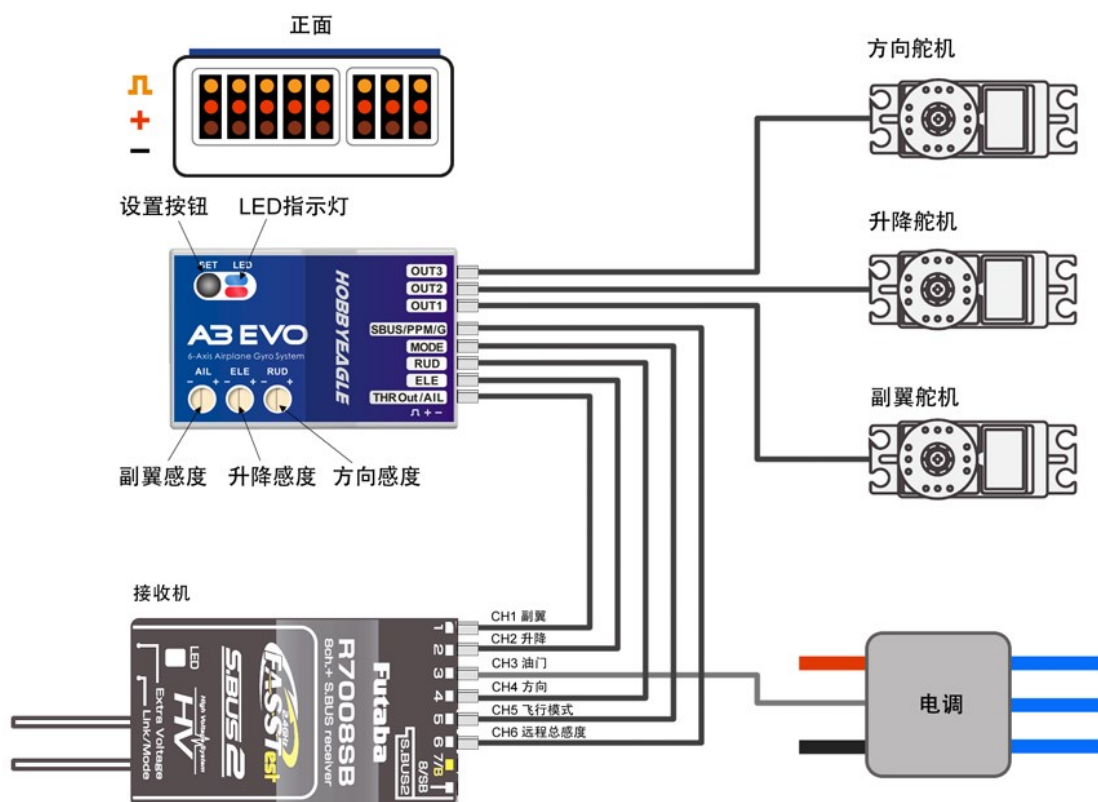 正面
+
−
设置按钮
LED指示灯
方向舵机
SET LED
A3 EVO
6-Axis Airplane Gyro System
AIL ELE RUD
− + − + − +
HOBBYEAGLE
OUT3
OUT2
OUT1
SBUS/PPM/G
MODE
RUD
ELE
THR Out/AIL
+ −
升降舵机
副翼舵机
副翼感度
升降感度
方向感度
接收机
LED
Extra Voltage
Link/Mode
High Voltage System
HV
S.BUS2
2.4GHz
FASSTest
R7008SB
8ch.+ S.BUS receiver
Futaba
1
2
3
4
5
6
7/B
8/SB
S.BUS2
CH1 副翼
CH2 升降
CH3 油门
CH4 方向
CH5 飞行模式
CH6 远程总感度
电调